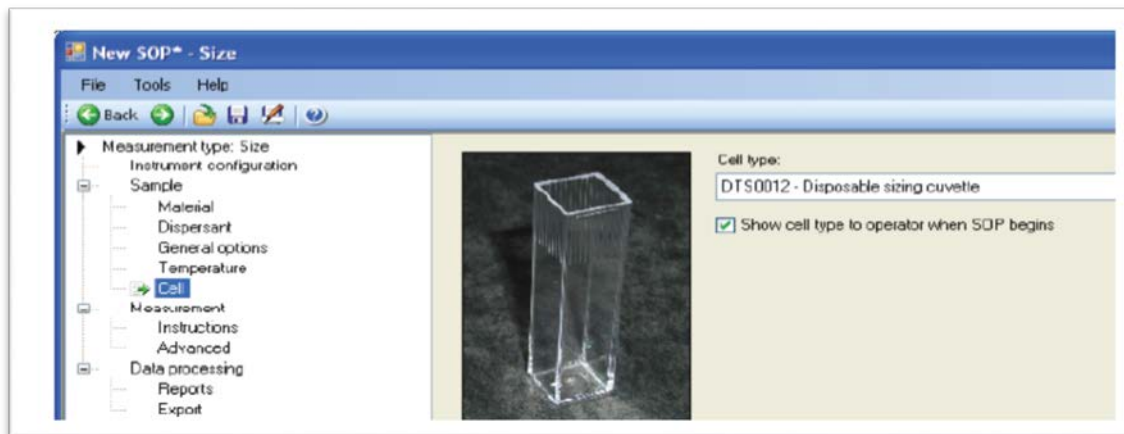 New SOP* - Size
File Tools Help
Back
Measurement type: Size
Instrument configuration
Sample
Material
Dispersant
General options
Temperature
Cell
Measurement
Instructions
Advanced
Data processing
Reports
Export
Cell type:
DTS0012 - Disposable sizing cuvette
Show cell type to operator when SOP begins